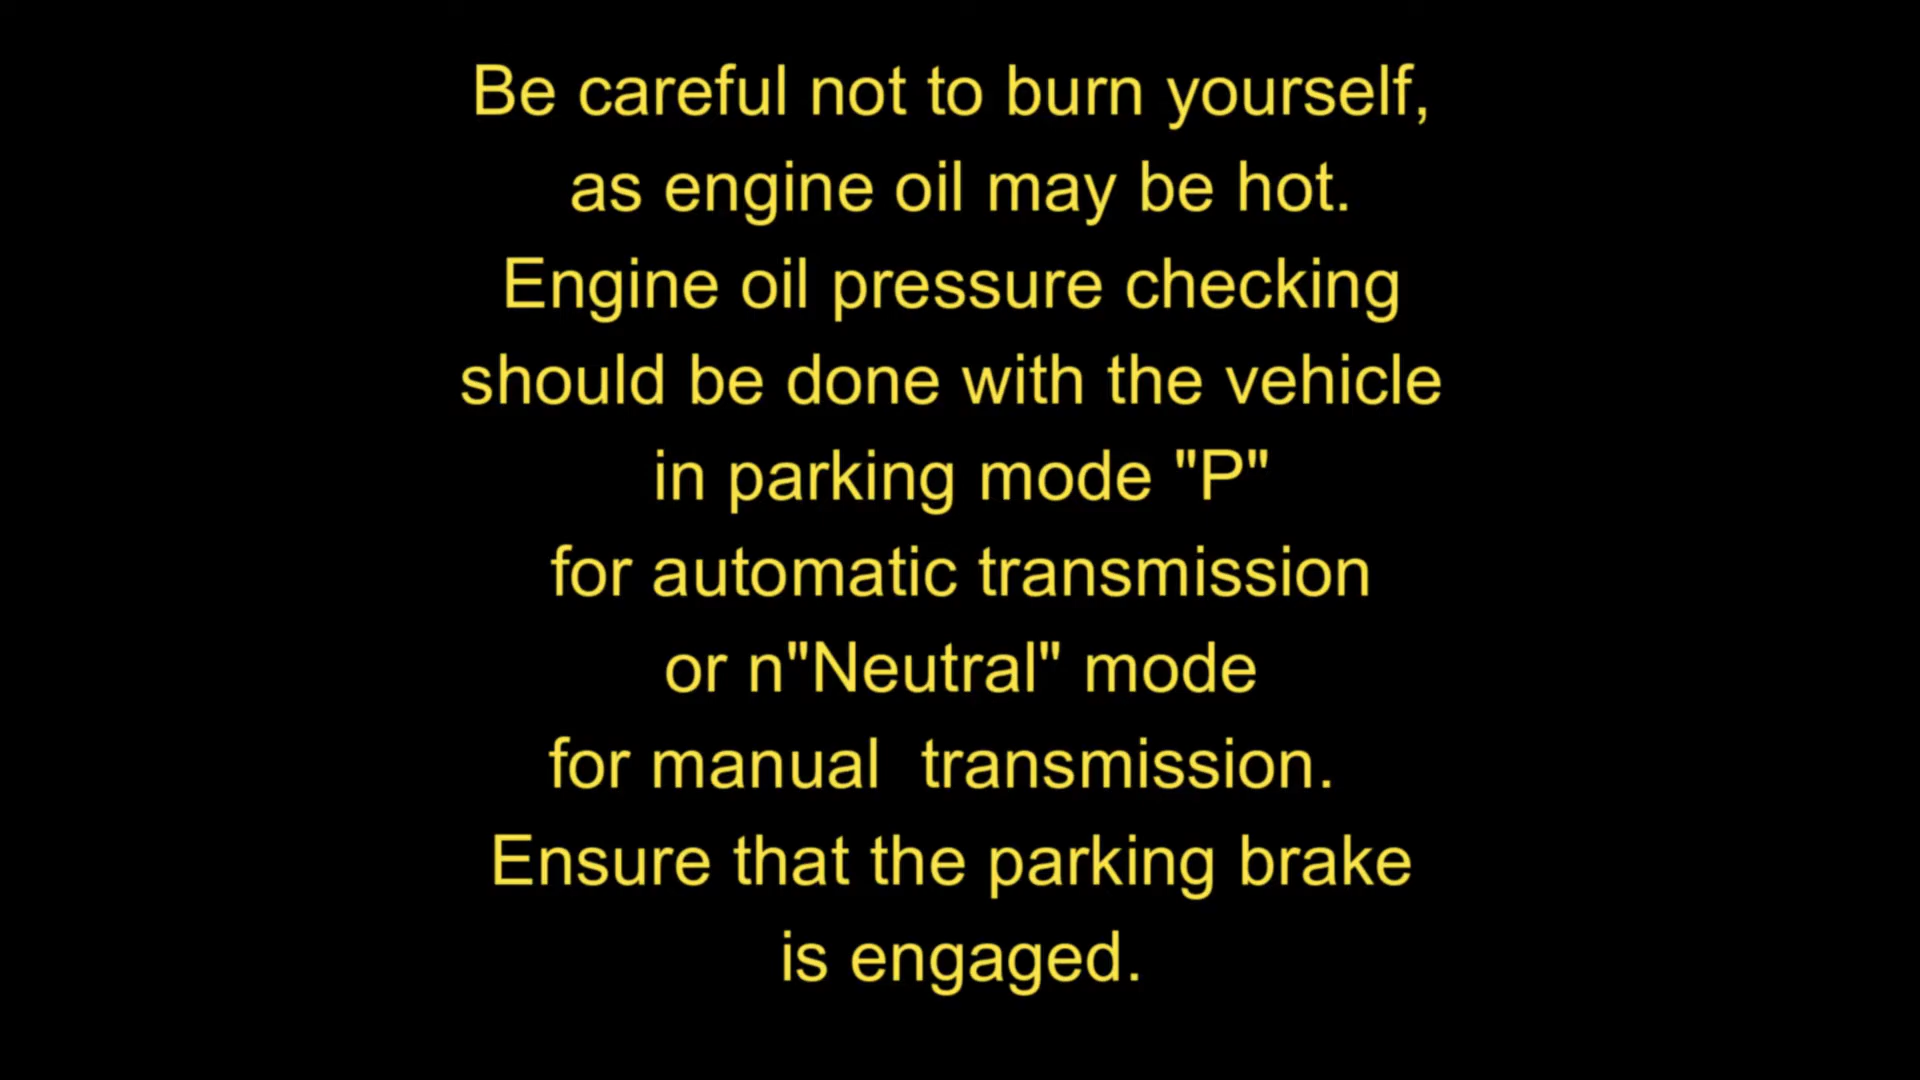 Be careful not to burn yourself,
as engine oil may be hot.
Engine oil pressure checking
should be done with the vehicle
in parking mode "P"
for automatic transmission
or n"Neutral" mode
for manual  transmission.
Ensure that the parking brake
is engaged.